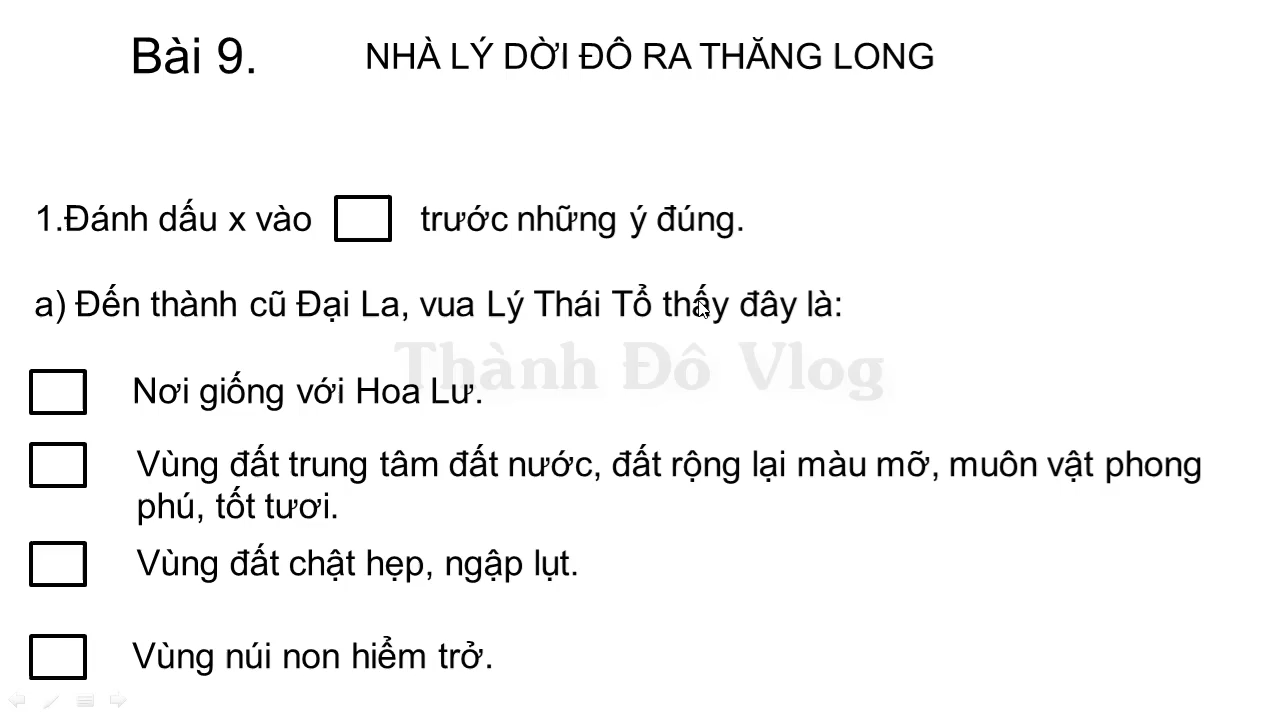 Bài 9. NHÀ LÝ DỜI ĐÔ RA THĂNG LONG
1.Đánh dấu x vào trước những ý đúng.
a) Đến thành cũ Đại La, vua Lý Thái Tổ thấy đây là:
Thành Đô Vlog
Nơi giống với Hoa Lư.
Vùng đất trung tâm đất nước, đất rộng lại màu mỡ, muôn vật phong
phú, tốt tươi.
Vùng đất chật hẹp, ngập lụt.
Vùng núi non hiểm trở.